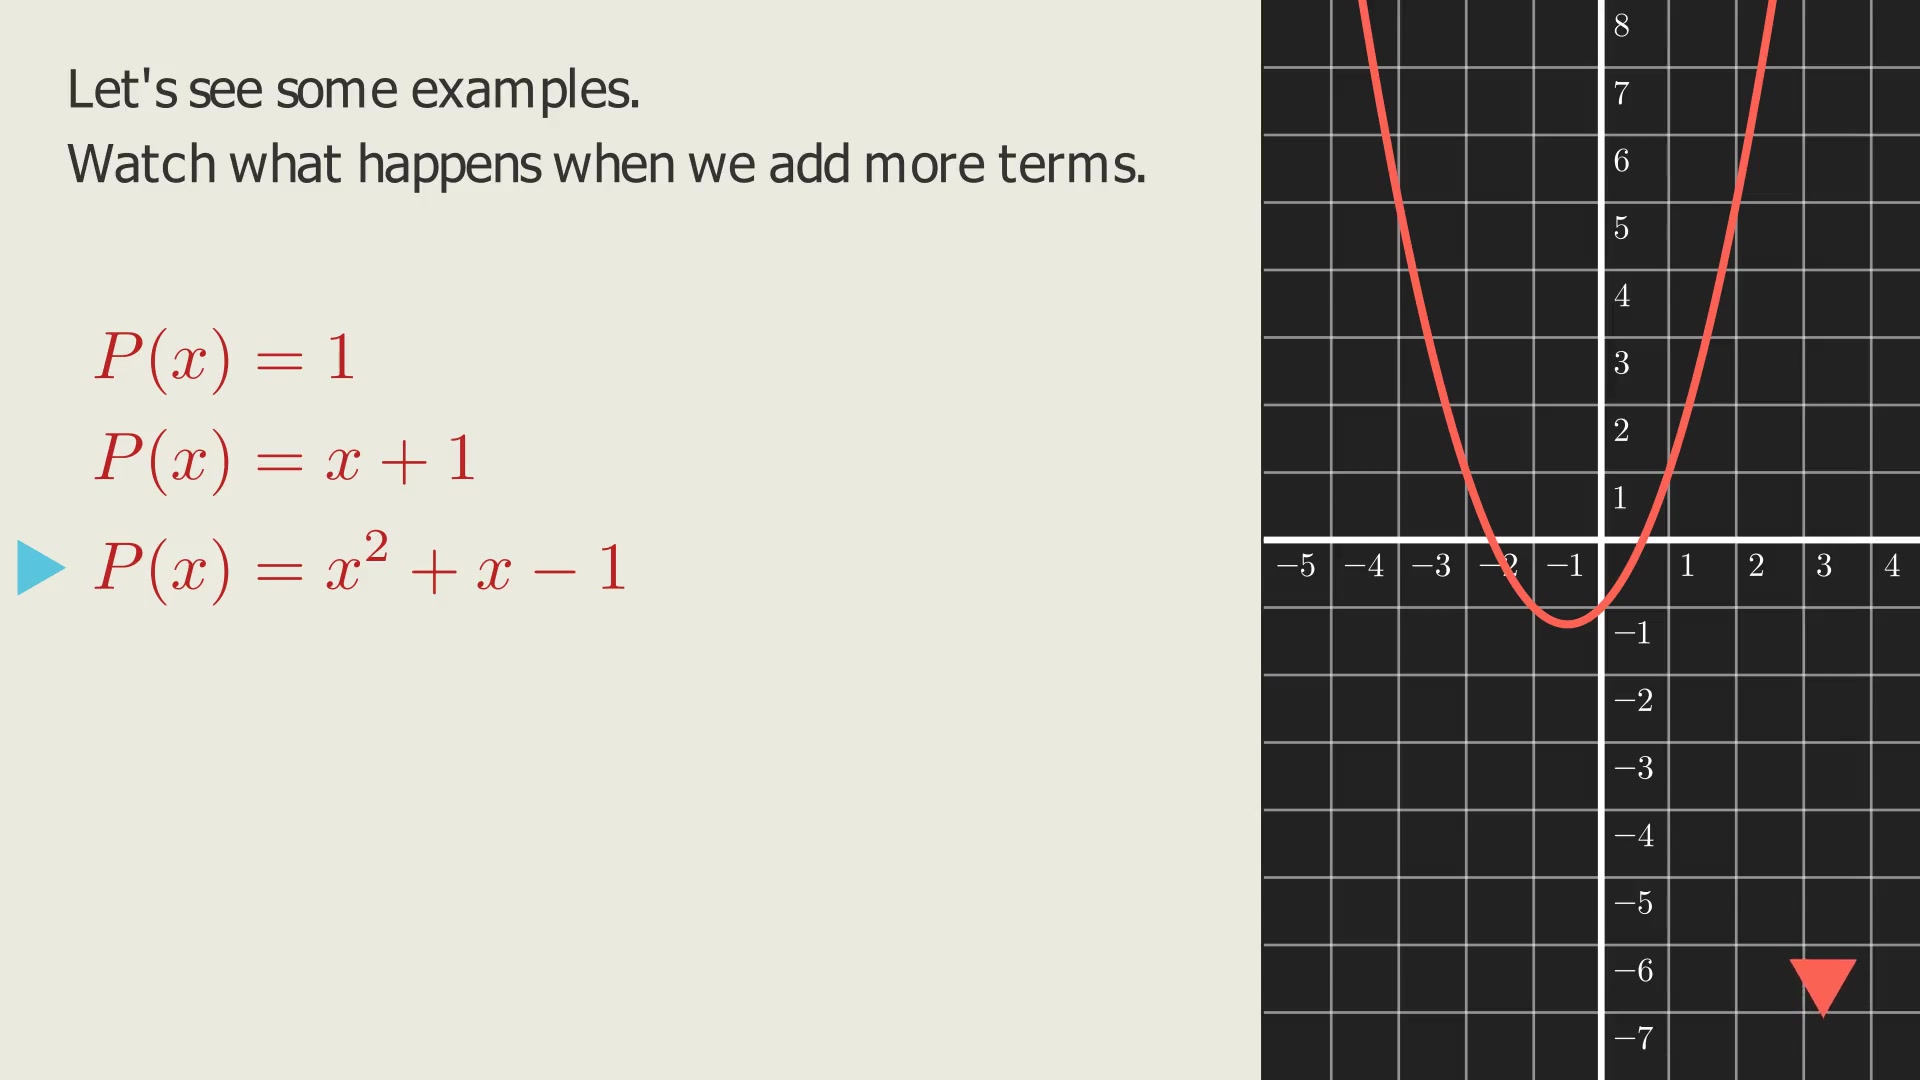 Let's see some examples.
Watch what happens when we add more terms.
P(x) = 1
P(x) = x + 1
P(x) = x² + x − 1
8
7
6
5
4
3
2
1
−5 −4 −3 −2 −1 1 2 3 4
−1
−2
−3
−4
−5
−6
−7